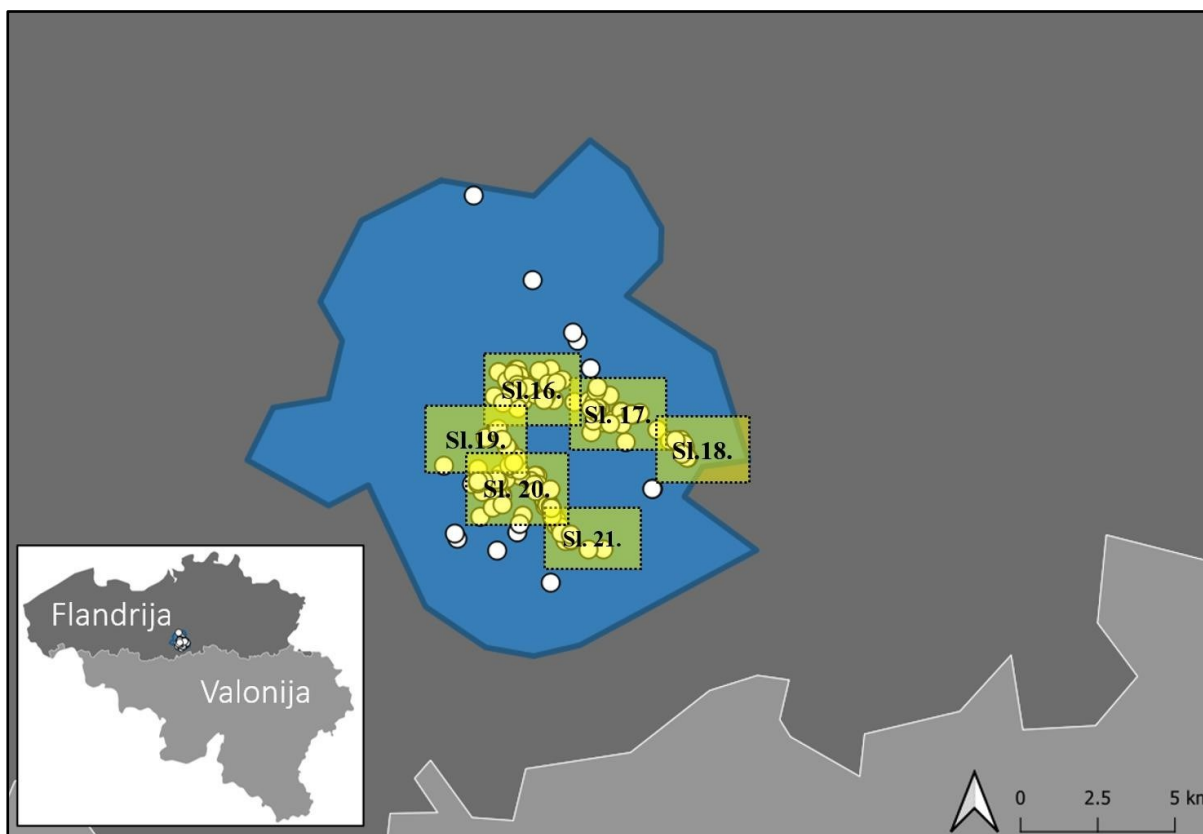 Sl.16.
Sl. 17.
Sl.19.
Sl.18.
Sl. 20.
Sl. 21.
Flandrija
Valonija
0 2.5 5 km